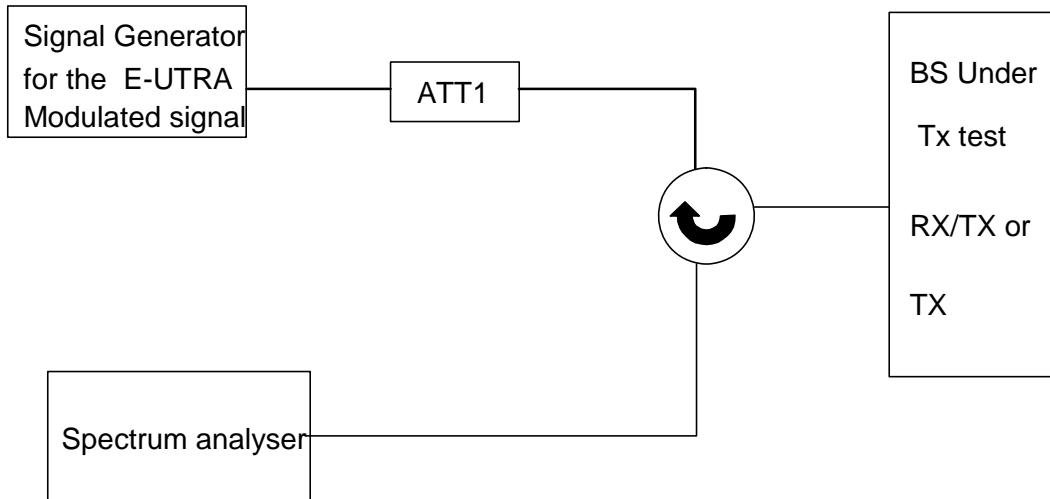 Signal Generator
for the E-UTRA
Modulated signal
ATT1
BS Under
Tx test
RX/TX or
TX
Spectrum analyser